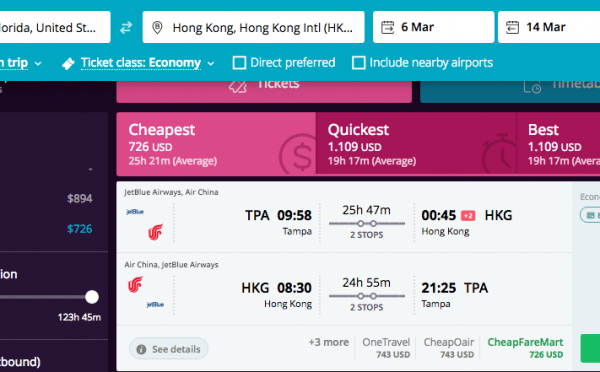 lorida, United St...
Hong Kong, Hong Kong Intl (HK...
6 Mar
14 Mar
n trip
Ticket class: Economy
Direct preferred
Include nearby airports
Tickets
Timetab
s
Cheapest
726 USD
25h 21m (Average)
Quickest
1.109 USD
19h 17m (Average)
Best
1.109 USD
19h 17m (Avera
-
$894
$726
ion
123h 45m
tbound)
JetBlue Airways, Air China
jetBlue
TPA 09:58
Tampa
25h 47m
2 STOPS
00:45 +2 HKG
Hong Kong
Air China, JetBlue Airways
jetBlue
HKG 08:30
Hong Kong
24h 55m
2 STOPS
21:25 TPA
Tampa
See details
+3 more
OneTravel
743 USD
CheapOair
743 USD
CheapFareMart
726 USD
Econo